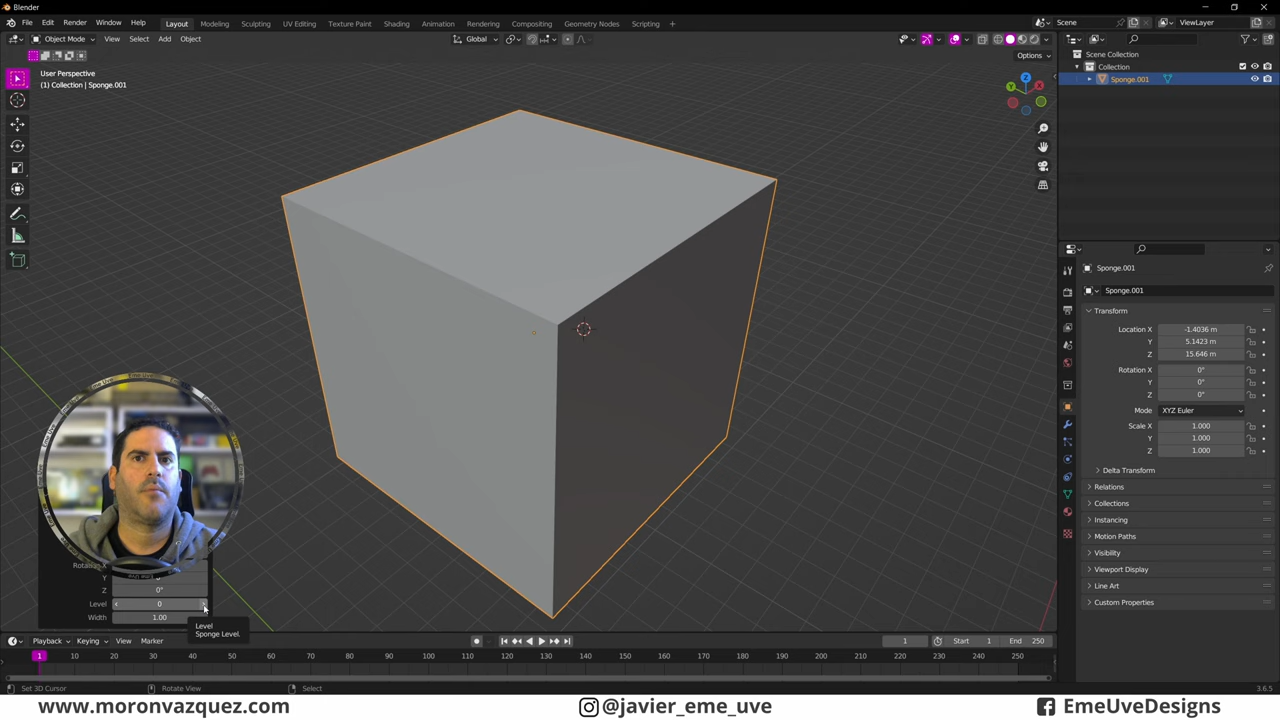 Blender
File Edit Render Window Help Layout Modeling Sculpting UV Editing Texture Paint Shading Animation Rendering Compositing Geometry Nodes Scripting + Scene ViewLayer
Object Mode View Select Add Object Global
Options
User Perspective
(1) Collection | Sponge.001
Scene Collection
Collection
Sponge.001
Sponge.001
Sponge.001
Transform
Location X -1.4036 m
Y 5.1423 m
Z 15.646 m
Rotation X 0°
Y 0°
Z 0°
Mode XYZ Euler
Scale X 1.000
Y 1.000
Z 1.000
Delta Transform
Relations
Collections
Instancing
Motion Paths
Visibility
Viewport Display
Line Art
Custom Properties
Rotation X
Y
Z 0°
Level 0
Width 1.00
Level
Sponge Level.
Playback Keying View Marker 1 Start 1 End 250
1 10 20 30 40 50 60 70 80 90 100 110 120 130 140 150 160 170 180 190 200 210 220 230 240 250
Set 3D Cursor Rotate View Select 3.6.5
www.moronvazquez.com @javier_eme_uve EmeUveDesigns